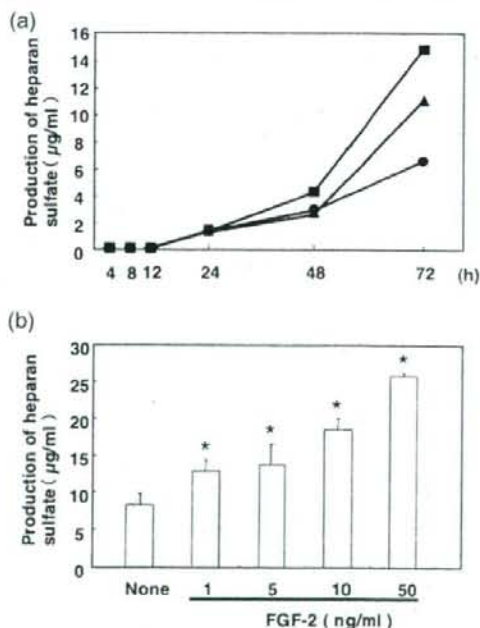 (a)
Production of heparan
sulfate ( μg/ml )
16
14
12
10
8
6
4
2
0
4 8 12 24 48 72 (h)
(b)
Production of heparan
sulfate ( μg/ml )
30
25
20
15
10
5
0
* * * *
None 1 5 10 50
FGF-2 ( ng/ml )